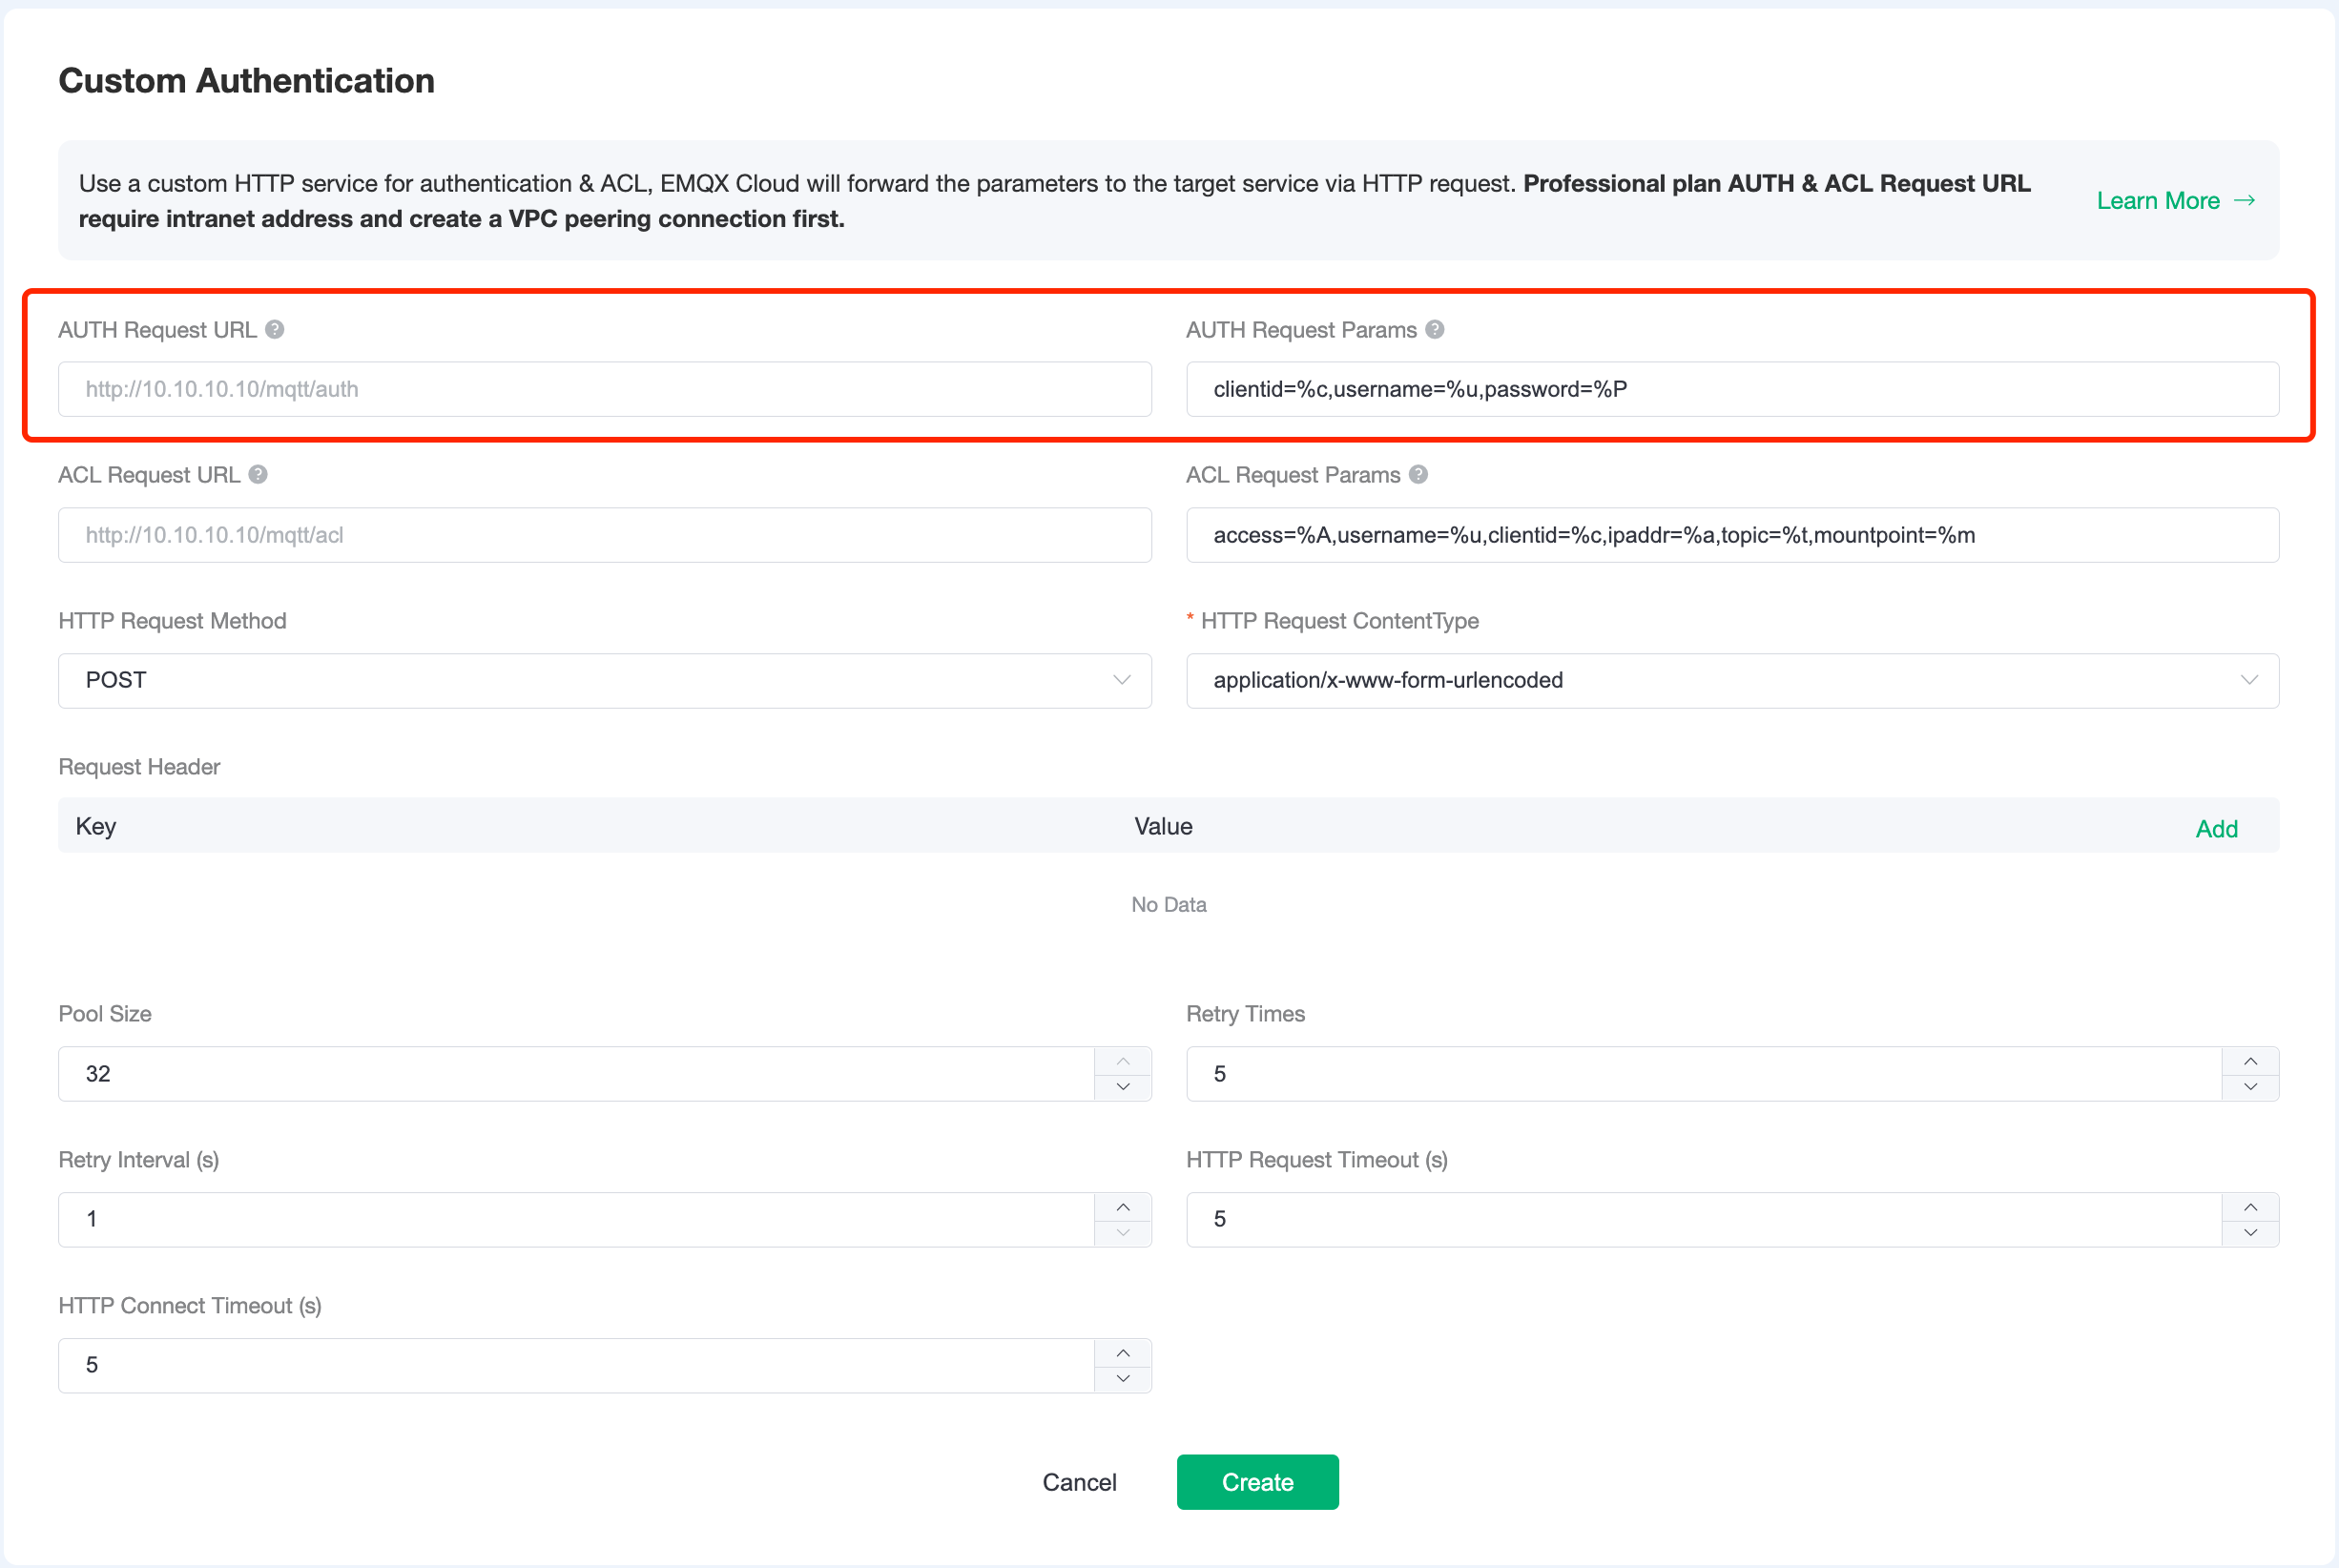 Custom Authentication
Use a custom HTTP service for authentication & ACL, EMQX Cloud will forward the parameters to the target service via HTTP request. Professional plan AUTH & ACL Request URL
require intranet address and create a VPC peering connection first.
Learn More →
AUTH Request URL ?
AUTH Request Params ?
http://10.10.10.10/mqtt/auth
clientid=%c,username=%u,password=%P
ACL Request URL ?
ACL Request Params ?
http://10.10.10.10/mqtt/acl
access=%A,username=%u,clientid=%c,ipaddr=%a,topic=%t,mountpoint=%m
HTTP Request Method
* HTTP Request ContentType
POST
application/x-www-form-urlencoded
Request Header
Key
Value
Add
No Data
Pool Size
Retry Times
32
5
Retry Interval (s)
HTTP Request Timeout (s)
1
5
HTTP Connect Timeout (s)
5
Cancel
Create